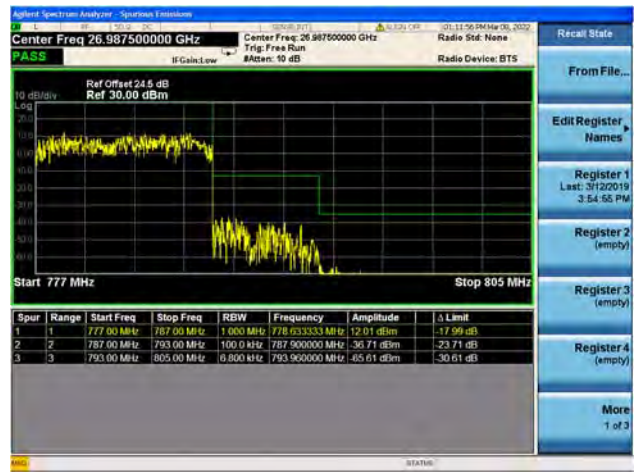 Agilent Spectrum Analyzer - Spurious Emissions
Center Freq 26.987500000 GHz
Center Freq: 26.987500000 GHz
Trig: Free Run
#Atten: 10 dB
01:11:56 PM Mar 08, 2022
Radio Std: None
Radio Device: BTS
PASS
IFGain:Low
Ref Offset 24.5 dB
10 dB/div Ref 30.00 dBm
Log
Start 777 MHz
Stop 805 MHz
Spur Range Start Freq Stop Freq RBW Frequency Amplitude Δ Limit
1 1 777.00 MHz 787.00 MHz 1.000 MHz 778.633333 MHz 12.01 dBm -17.99 dB
2 2 787.00 MHz 793.00 MHz 100.0 kHz 787.900000 MHz -36.71 dBm -23.71 dB
3 3 793.00 MHz 805.00 MHz 6.800 kHz 793.960000 MHz -65.61 dBm -30.61 dB
MSG
STATUS
Recall State
From File...
Edit Register
Names
Register 1
Last: 3/12/2019
3:54:55 PM
Register 2
(empty)
Register 3
(empty)
Register 4
(empty)
More
1 of 3